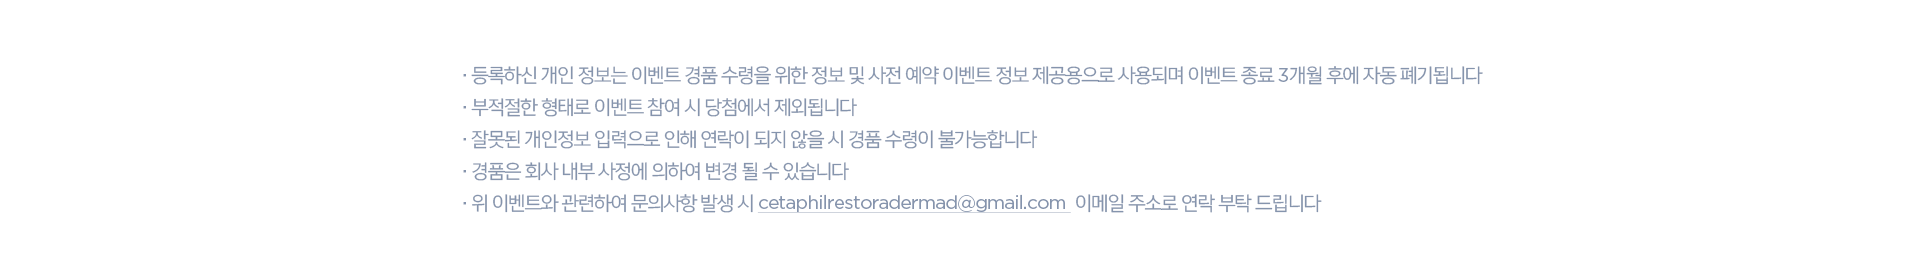 · 등록하신 개인 정보는 이벤트 경품 수령을 위한 정보 및 사전 예약 이벤트 정보 제공용으로 사용되며 이벤트 종료 3개월 후에 자동 폐기됩니다
· 부적절한 형태로 이벤트 참여 시 당첨에서 제외됩니다
· 잘못된 개인정보 입력으로 인해 연락이 되지 않을 시 경품 수령이 불가능합니다
· 경품은 회사 내부 사정에 의하여 변경 될 수 있습니다
· 위 이벤트와 관련하여 문의사항 발생 시 cetaphilrestoradermad@gmail.com 이메일 주소로 연락 부탁 드립니다